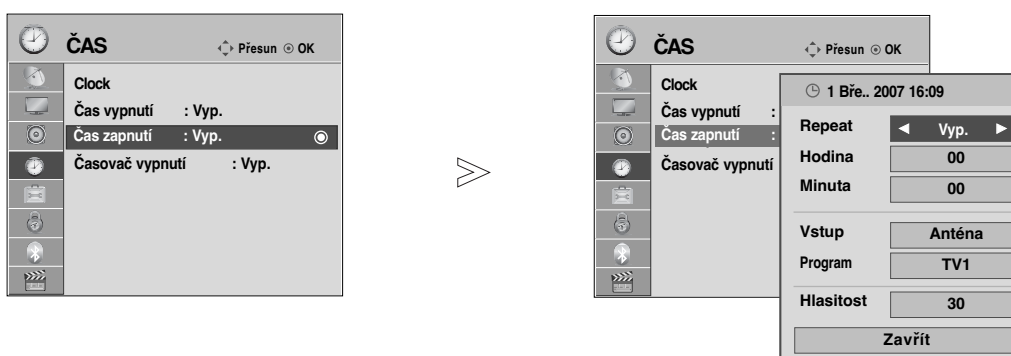 ČAS Přesun OK
Clock
Čas vypnutí : Vyp.
Čas zapnutí : Vyp.
Časovač vypnutí : Vyp.
ČAS Přesun OK
Clock
Čas vypnutí :
Čas zapnutí :
Časovač vypnutí
1 Bře.. 2007 16:09
Repeat ◀ Vyp. ▶
Hodina 00
Minuta 00
Vstup Anténa
Program TV1
Hlasitost 30
Zavřít